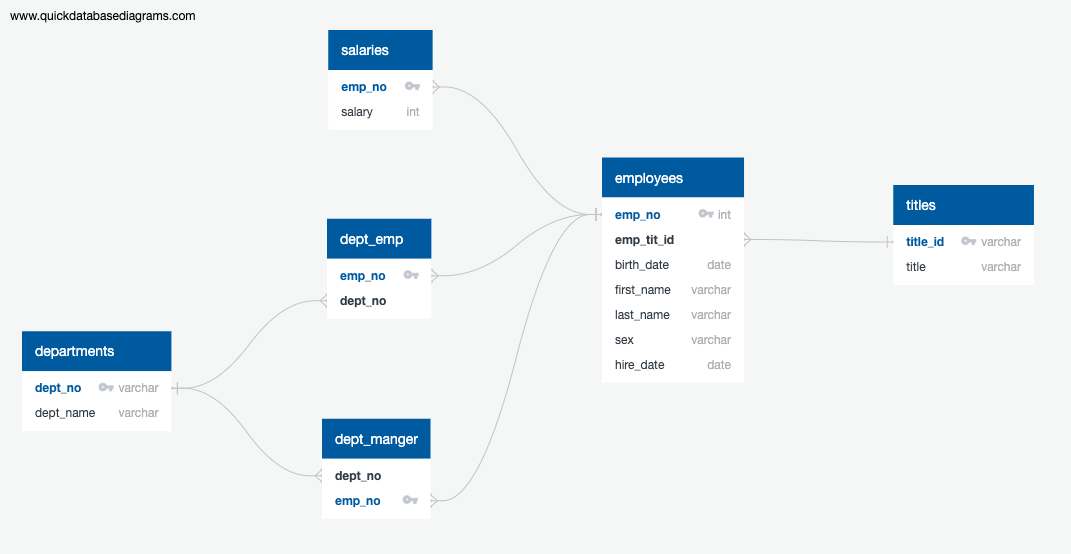 www.quickdatabasediagrams.com
salaries
emp_no
salary int
dept_emp
emp_no
dept_no
departments
dept_no varchar
dept_name varchar
dept_manger
dept_no
emp_no
employees
emp_no int
emp_tit_id
birth_date date
first_name varchar
last_name varchar
sex varchar
hire_date date
titles
title_id varchar
title varchar